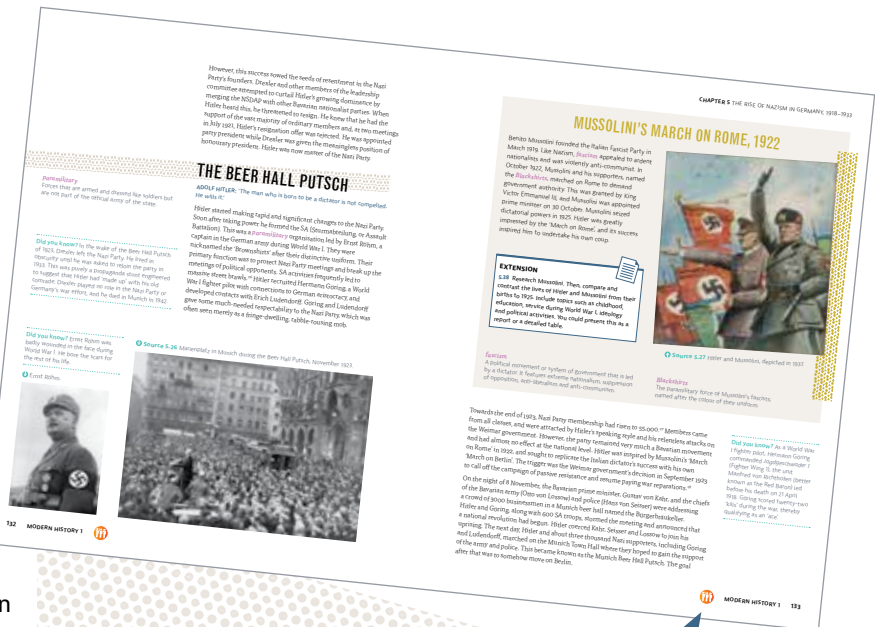 However, this success sowed the seeds of resentment in the Nazi
Party's founders. Drexler and other members of the leadership
committee attempted to curtail Hitler's growing dominance by
merging the NSDAP with other Bavarian nationalist parties. When
Hitler heard this, he threatened to resign. He knew that he had the
support of the vast majority of ordinary members and, at two meetings
in July 1921, Hitler's resignation offer was rejected. He was appointed
party president while Drexler was given the meaningless position of
honorary president. Hitler was now master of the Nazi Party.
THE BEER HALL PUTSCH
ADOLF HITLER: 'The man who is born to be a dictator is not compelled.
He wills it.'
Hitler started making rapid and significant changes to the Nazi Party.
Soon after taking power he formed the SA (Sturmabteilung, or Assault
Battalion). This was a paramilitary organisation led by Ernst Röhm, a
captain in the German army during World War I. They were
nicknamed the 'Brownshirts' after their distinctive uniform. Their
primary function was to protect Nazi Party meetings and break up the
meetings of political opponents. SA activities frequently led to
massive street brawls. Hitler recruited Hermann Göring, a World
War I fighter pilot with connections to German aristocracy, and
developed contacts with Erich Ludendorff. Göring and Ludendorff
gave some much needed respectability to the Nazi Party, which was
often seen merely as a fringe-dwelling, rabble-rousing mob.
paramilitary
Forces that are armed and dressed like soldiers but
are not part of the official army of the state.
Did you know? In the wake of the Beer Hall Putsch
of 1923, Drexler left the Nazi Party. He lived in
obscurity until he was asked to rejoin the party in
1933. This was purely a propaganda stunt engineered
to suggest that Hitler had 'made up' with his old
comrade. Drexler played no role in the Nazi Party or
Germany's war effort, and he died in Munich in 1942.
Did you know? Ernst Röhm was
badly wounded in the face during
World War I. He bore the scars for
the rest of his life.
Ernst Röhm.
Source 5.26 Marienplatz in Munich during the Beer Hall Putsch, November 1923.
132
MODERN HISTORY 1
CHAPTER 5 THE RISE OF NAZISM IN GERMANY, 1918–1933
MUSSOLINI'S MARCH ON ROME, 1922
Benito Mussolini founded the Italian Fascist Party in
March 1919. Like Nazism, fascism appealed to ardent
nationalists and was violently anti-communist. In
October 1922, Mussolini and his supporters, named
the Blackshirts, marched on Rome to demand
government authority. This was granted by King
Victor Emmanuel III, and Mussolini was appointed
prime minister on 30 October. Mussolini seized
dictatorial powers in 1925. Hitler was greatly
impressed by the 'March on Rome', and its success
inspired him to undertake his own coup.
EXTENSION
5.28 Research Mussolini. Then, compare and
contrast the lives of Hitler and Mussolini from their
births to 1925. Include topics such as childhood,
education, service during World War I, ideology
and political activities. You could present this as a
report or a detailed table.
Source 5.27 Hitler and Mussolini, depicted in 1937
fascism
A political movement or system of government that is led
by a dictator. It features extreme nationalism, suppression
of opposition, anti-liberalism and anti-communism.
Blackshirts
The paramilitary force of Mussolini's fascists,
named after the colour of their uniforms.
Towards the end of 1923, Nazi Party membership had risen to 55 000. Members came
from all classes, and were attracted by Hitler's speaking style and his relentless attacks on
the Weimar government. However, the party remained very much a Bavarian movement
and had almost no effect at the national level. Hitler was inspired by Mussolini's 'March
on Rome' in 1922, and sought to replicate the Italian dictator's success with his own
'March on Berlin'. The trigger was the Weimar government's decision in September 1923
to call off the campaign of passive resistance and resume paying war reparations.
On the night of 8 November, the Bavarian prime minister, Gustav von Kahr, and the chiefs
of the Bavarian army (Otto von Lossow) and police (Hans von Seisser) were addressing
a crowd of 3000 businessmen in a Munich beer hall named the Bürgerbräukeller.
Hitler and Göring, along with 600 SA troops, stormed the meeting and announced that
a national revolution had begun. Hitler coerced Kahr, Seisser and Lossow to join his
uprising. The next day, Hitler and about three thousand Nazi supporters, including Göring
and Ludendorff, marched on the Munich Town Hall where they hoped to gain the support
of the army and police. This became known as the Munich Beer Hall Putsch. The goal
after that was to somehow move on Berlin.
Did you know? As a World War
I fighter pilot, Hermann Göring
commanded Jagdgeschwader I
(Fighter Wing 1), the unit
Manfred von Richthofen (better
known as the Red Baron) led
before his death on 21 April
1918. Göring scored twenty-two
'kills' during the war, thereby
qualifying as an 'ace'.
MODERN HISTORY 1
133
n